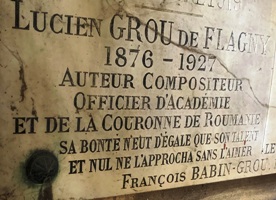 LUCIEN GROU DE FLAGNY
1876 - 1927
AUTEUR COMPOSITEUR
OFFICIER D'ACADÉMIE
ET DE LA COURONNE DE ROUMANIE
SA BONTÉ N'EUT D'ÉGALE QUE SON TALENT
ET NUL NE L'APPROCHA SANS L'AIMER
FRANÇOIS BABIN-GROU